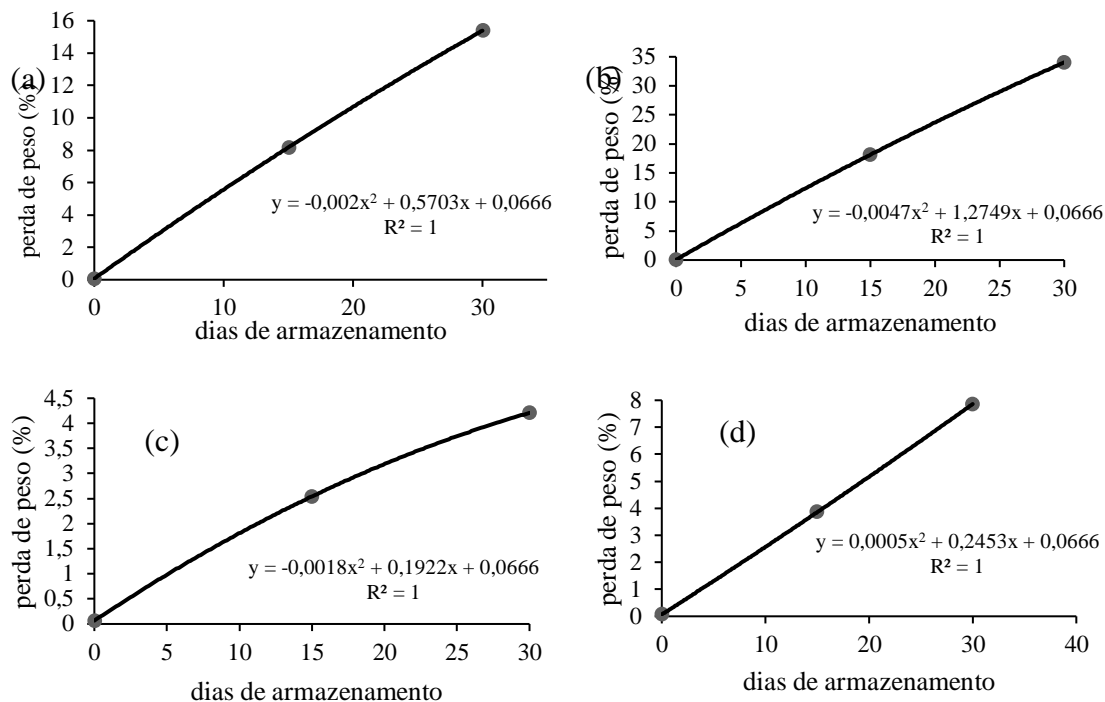 (a)
perda de peso (%)
16
14
12
10
8
6
4
2
0
y = -0,002x² + 0,5703x + 0,0666
R² = 1
0 10 20 30
dias de armazenamento
(b)
perda de peso (%)
35
30
25
20
15
10
5
0
y = -0,0047x² + 1,2749x + 0,0666
R² = 1
0 5 10 15 20 25 30
dias de armazenamento
(c)
perda de peso (%)
4,5
4
3,5
3
2,5
2
1,5
1
0,5
0
y = -0,0018x² + 0,1922x + 0,0666
R² = 1
0 5 10 15 20 25 30
dias de armazenamento
(d)
perda de peso (%)
8
7
6
5
4
3
2
1
0
y = 0,0005x² + 0,2453x + 0,0666
R² = 1
0 10 20 30 40
dias de armazenamento